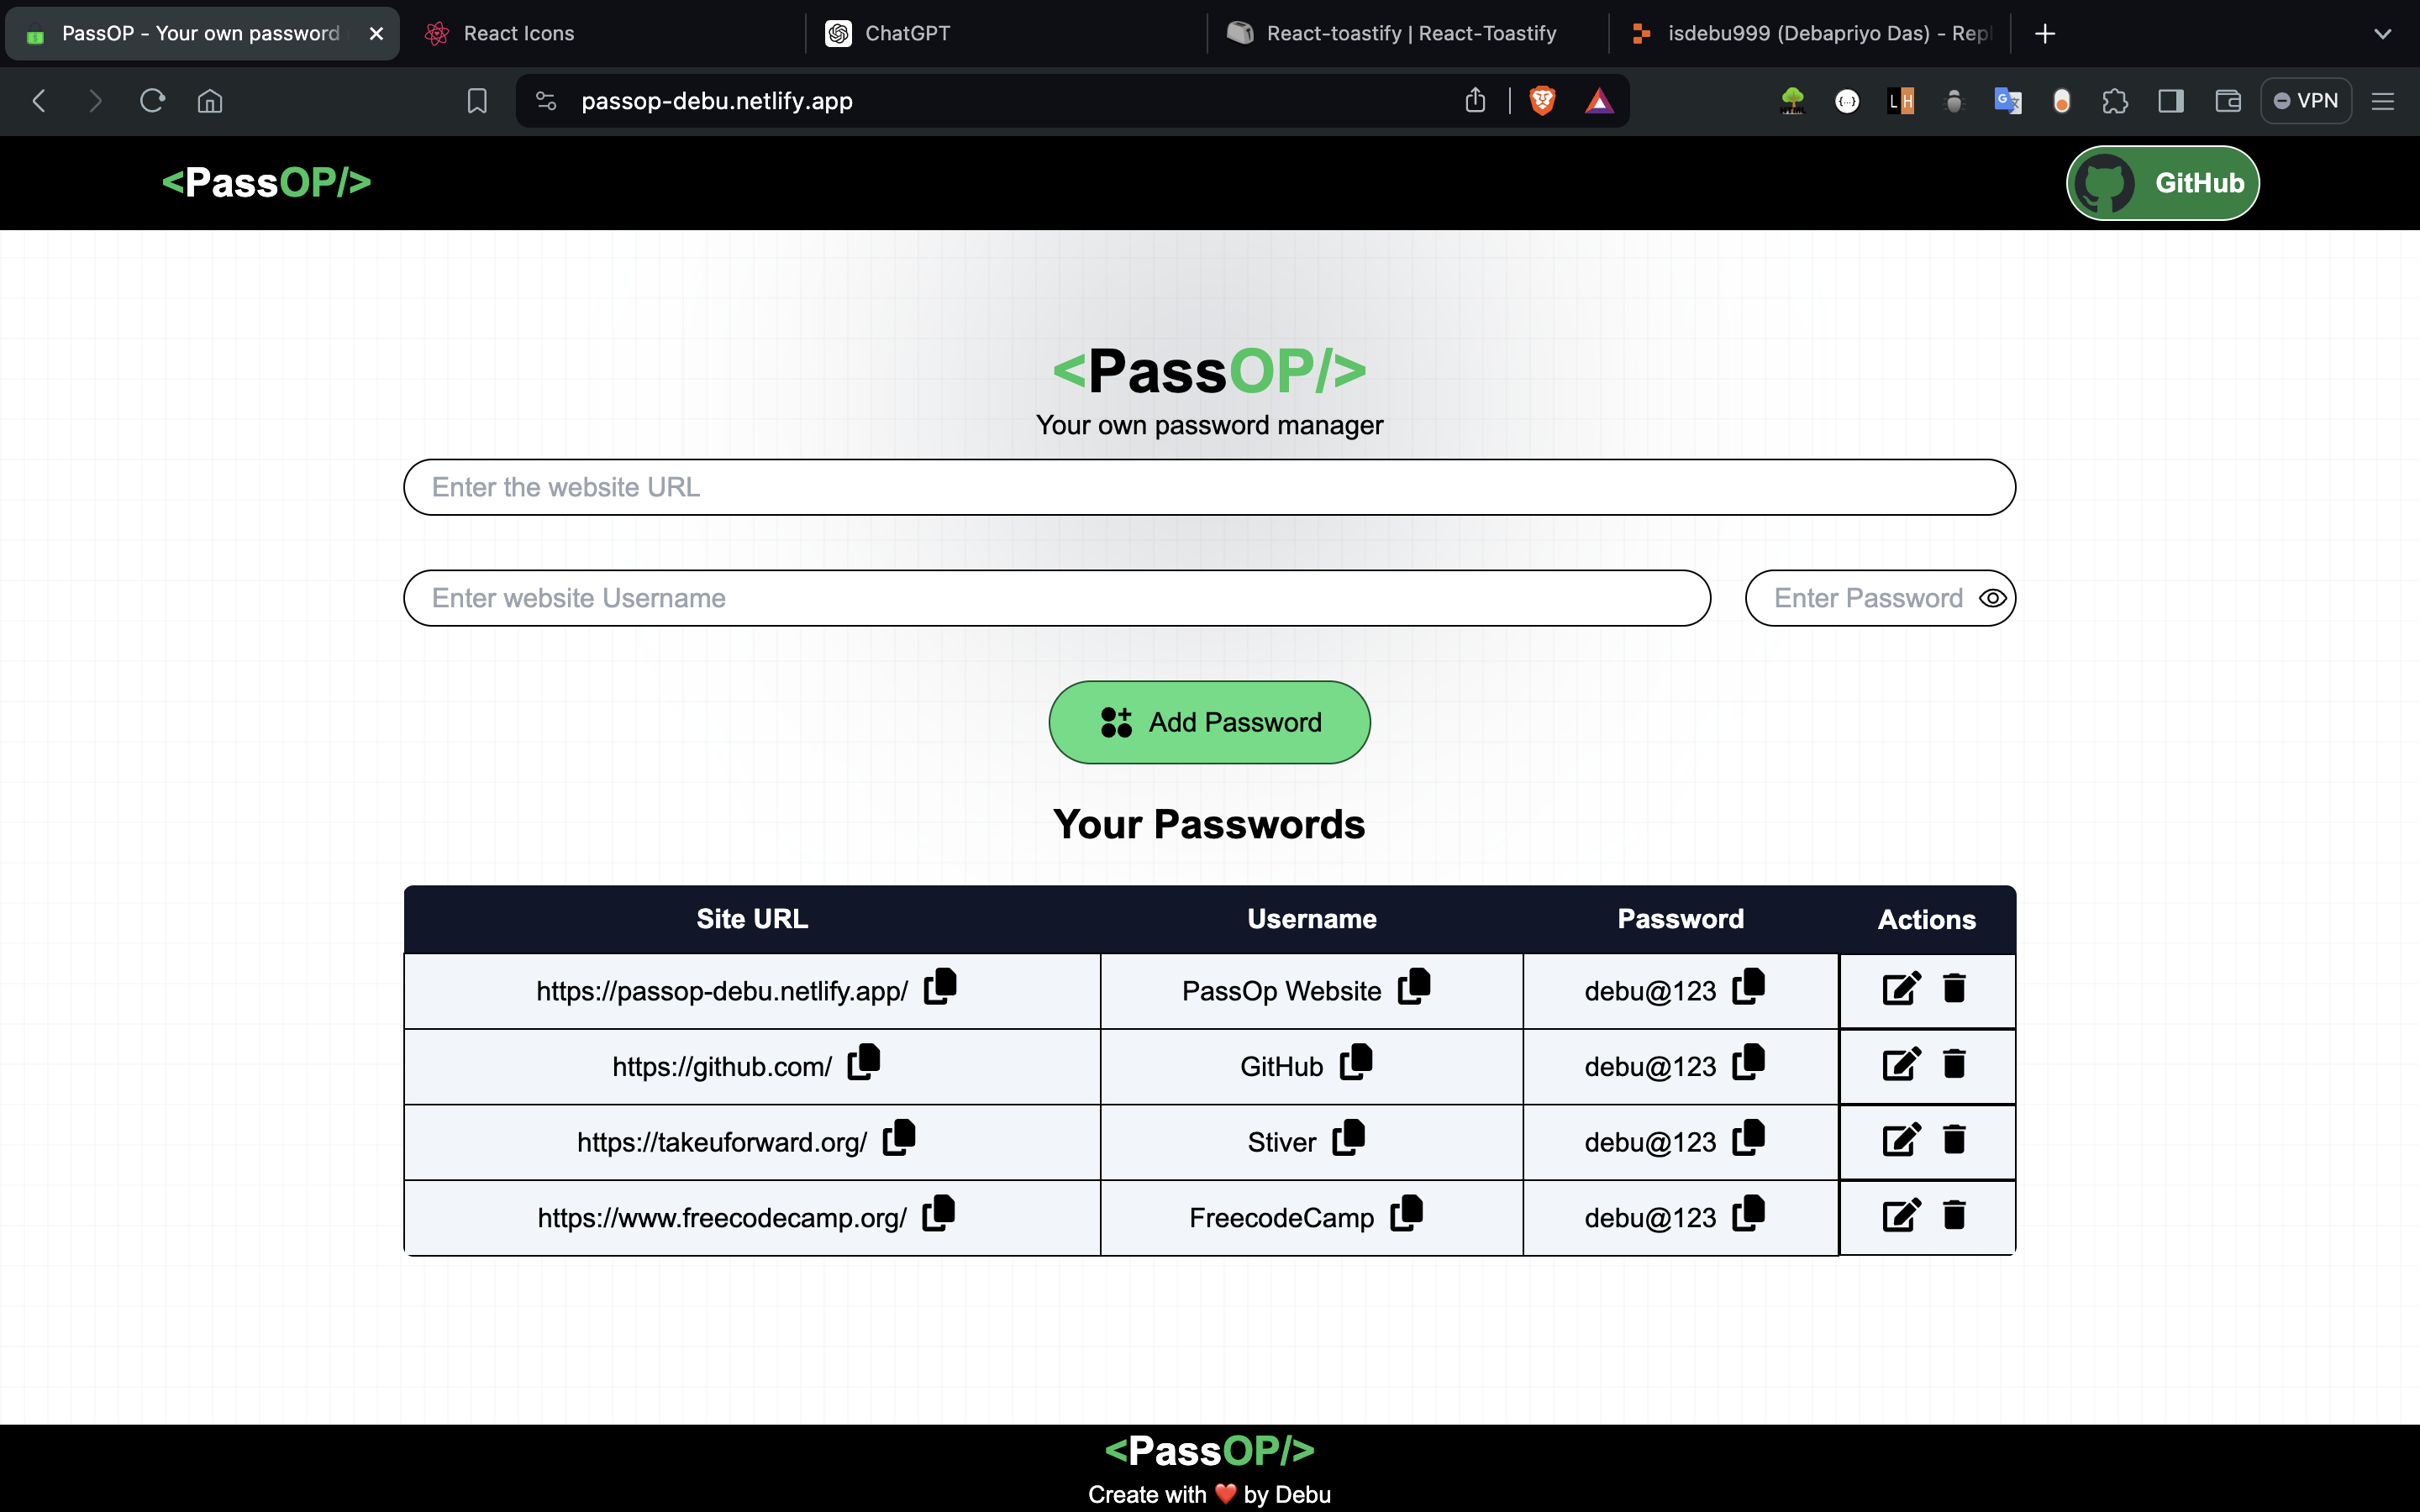 PassOP - Your own password
React Icons
ChatGPT
React-toastify | React-Toastify
isdebu999 (Debapriyo Das) - Repl
passop-debu.netlify.app
VPN
<PassOP/>
GitHub
<PassOP/>
Your own password manager
Enter the website URL
Enter website Username
Enter Password
Add Password
Your Passwords
Site URL Username Password Actions
https://passop-debu.netlify.app/ PassOp Website debu@123
https://github.com/ GitHub debu@123
https://takeuforward.org/ Stiver debu@123
https://www.freecodecamp.org/ FreecodeCamp debu@123
<PassOP/>
Create with ❤️ by Debu